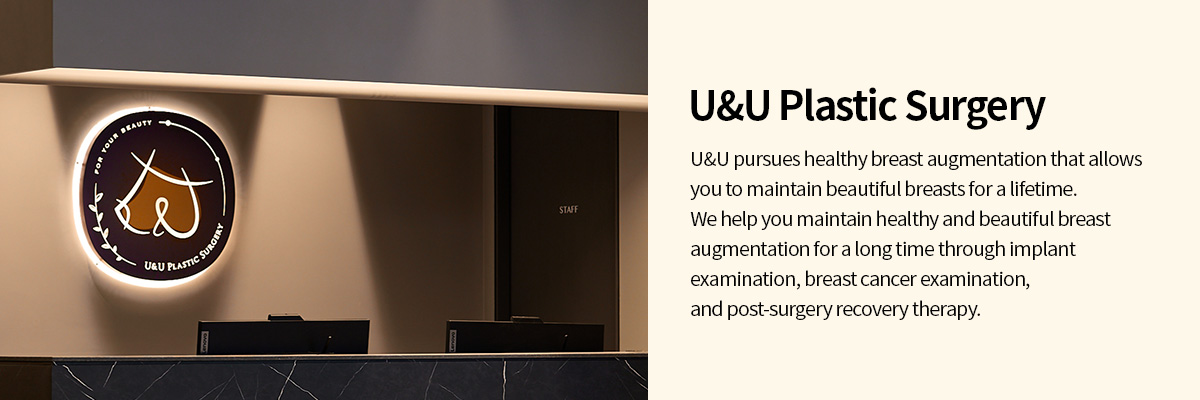 FOR YOUR BEAUTY
U&U PLASTIC SURGERY
STAFF
Lenovo
Lenovo
U&U Plastic Surgery
U&U pursues healthy breast augmentation that allows
you to maintain beautiful breasts for a lifetime.
We help you maintain healthy and beautiful breast
augmentation for a long time through implant
examination, breast cancer examination,
and post-surgery recovery therapy.